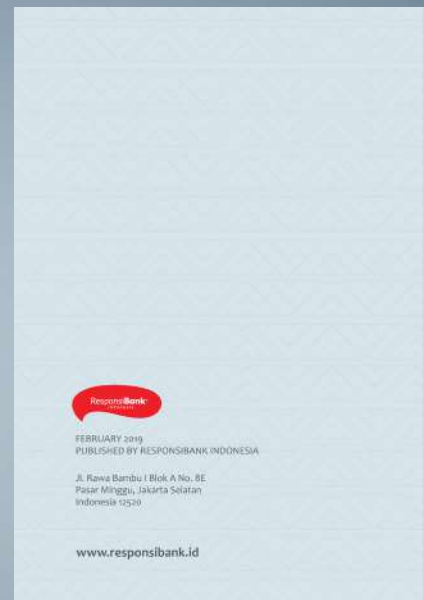 ResponsiBank
INDONESIA
FEBRUARY 2019
PUBLISHED BY RESPONSIBANK INDONESIA
Jl. Rawa Bambu I Blok A No. 8E
Pasar Minggu, Jakarta Selatan
Indonesia 12520
www.responsibank.id